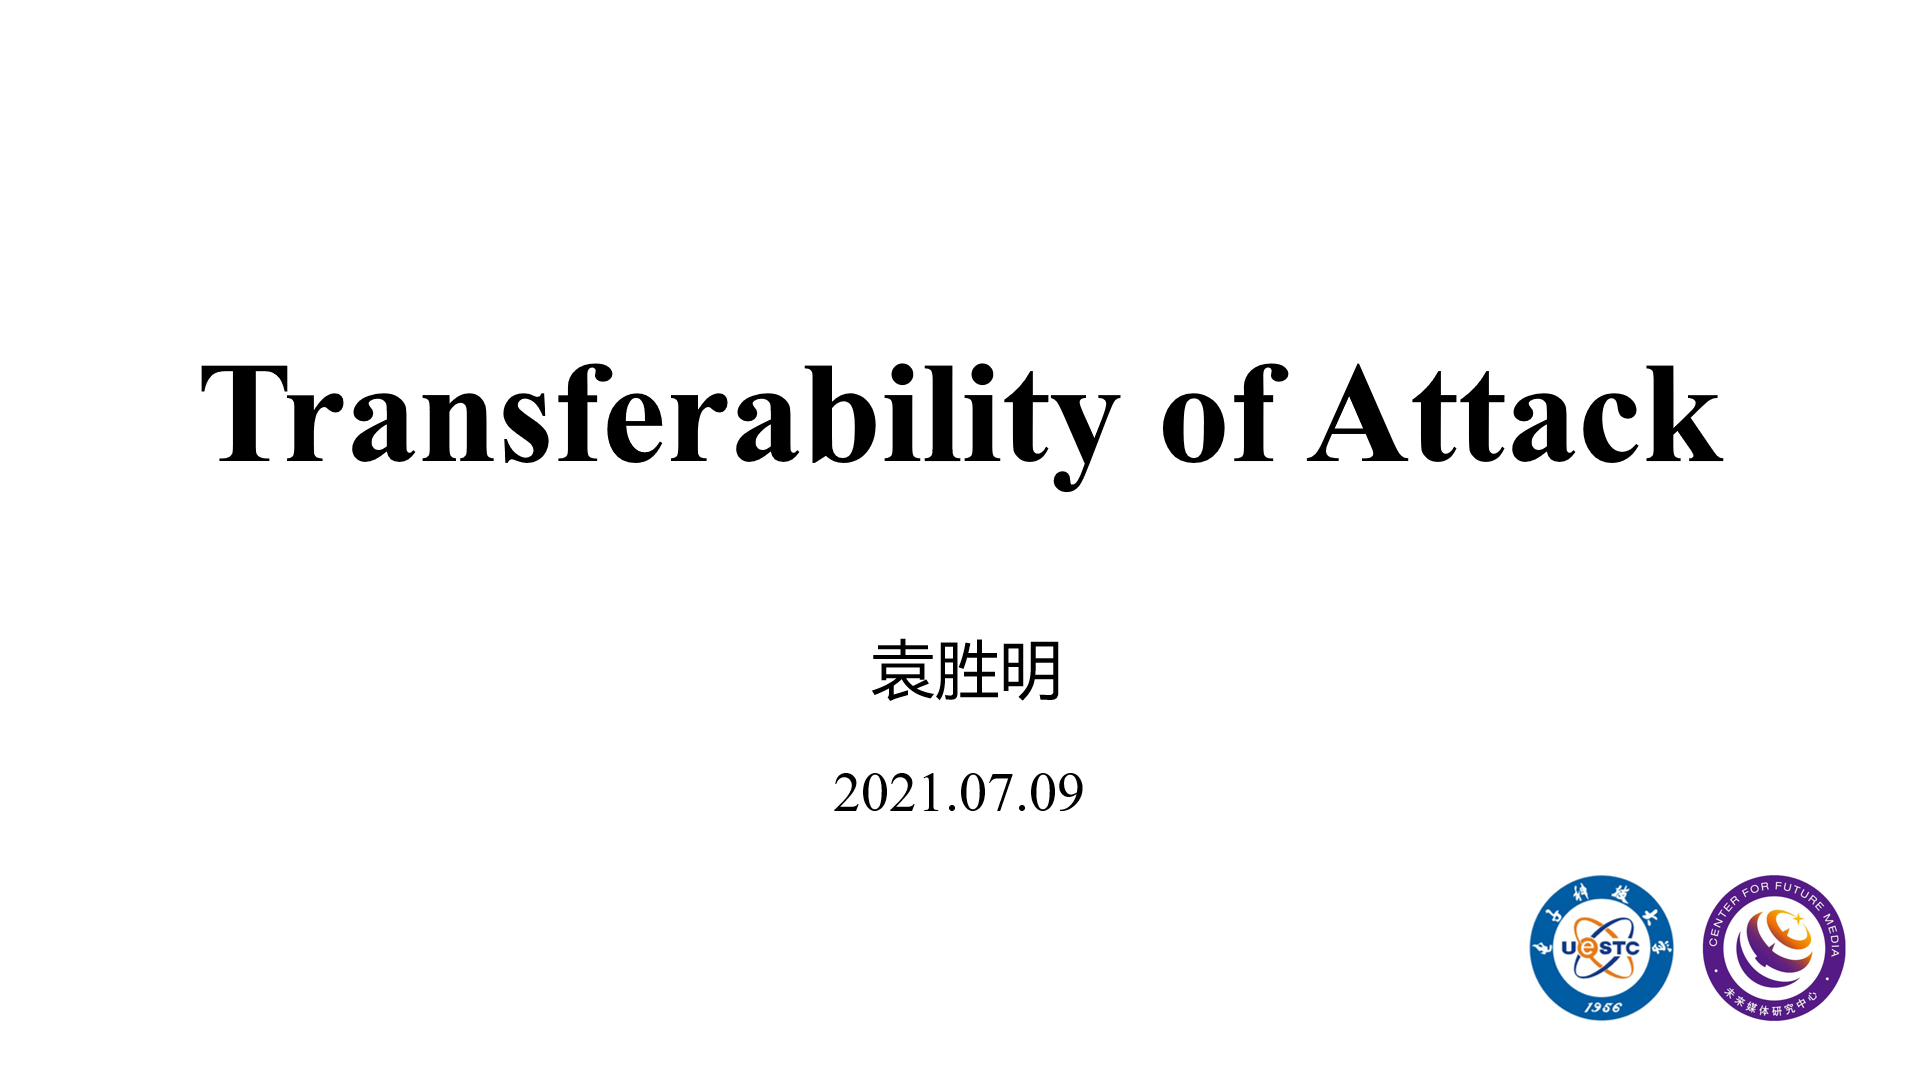 Transferability of Attack
袁胜明
2021.07.09
电子科技大学
UeSTC
1956
CENTER FOR FUTURE MEDIA
未来媒体研究中心